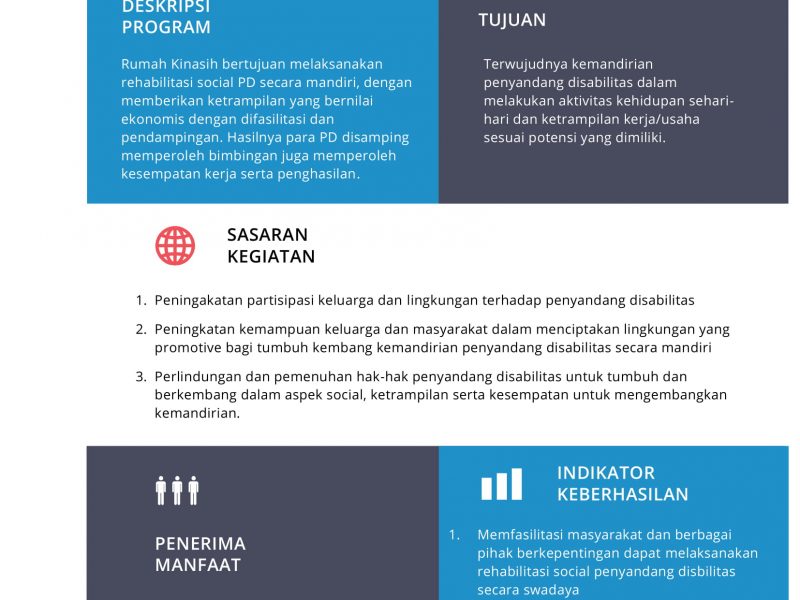 DESKRIPSI
PROGRAM
Rumah Kinasih bertujuan melaksanakan
rehabilitasi social PD secara mandiri, dengan
memberikan ketrampilan yang bernilai
ekonomis dengan difasilitasi dan
pendampingan. Hasilnya para PD disamping
memperoleh bimbingan juga memperoleh
kesempatan kerja serta penghasilan.
TUJUAN
Terwujudnya kemandirian
penyandang disabilitas dalam
melakukan aktivitas kehidupan sehari-
hari dan ketrampilan kerja/usaha
sesuai potensi yang dimiliki.
SASARAN
KEGIATAN
1. Peningakatan partisipasi keluarga dan lingkungan terhadap penyandang disabilitas
2. Peningkatan kemampuan keluarga dan masyarakat dalam menciptakan lingkungan yang
promotive bagi tumbuh kembang kemandirian penyandang disabilitas secara mandiri
3. Perlindungan dan pemenuhan hak-hak penyandang disabilitas untuk tumbuh dan
berkembang dalam aspek social, ketrampilan serta kesempatan untuk mengembangkan
kemandirian.
PENERIMA
MANFAAT
INDIKATOR
KEBERHASILAN
1. Memfasilitasi masyarakat dan berbagai
pihak berkepentingan dapat melaksanakan
rehabilitasi social penyandang disbilitas
secara swadaya